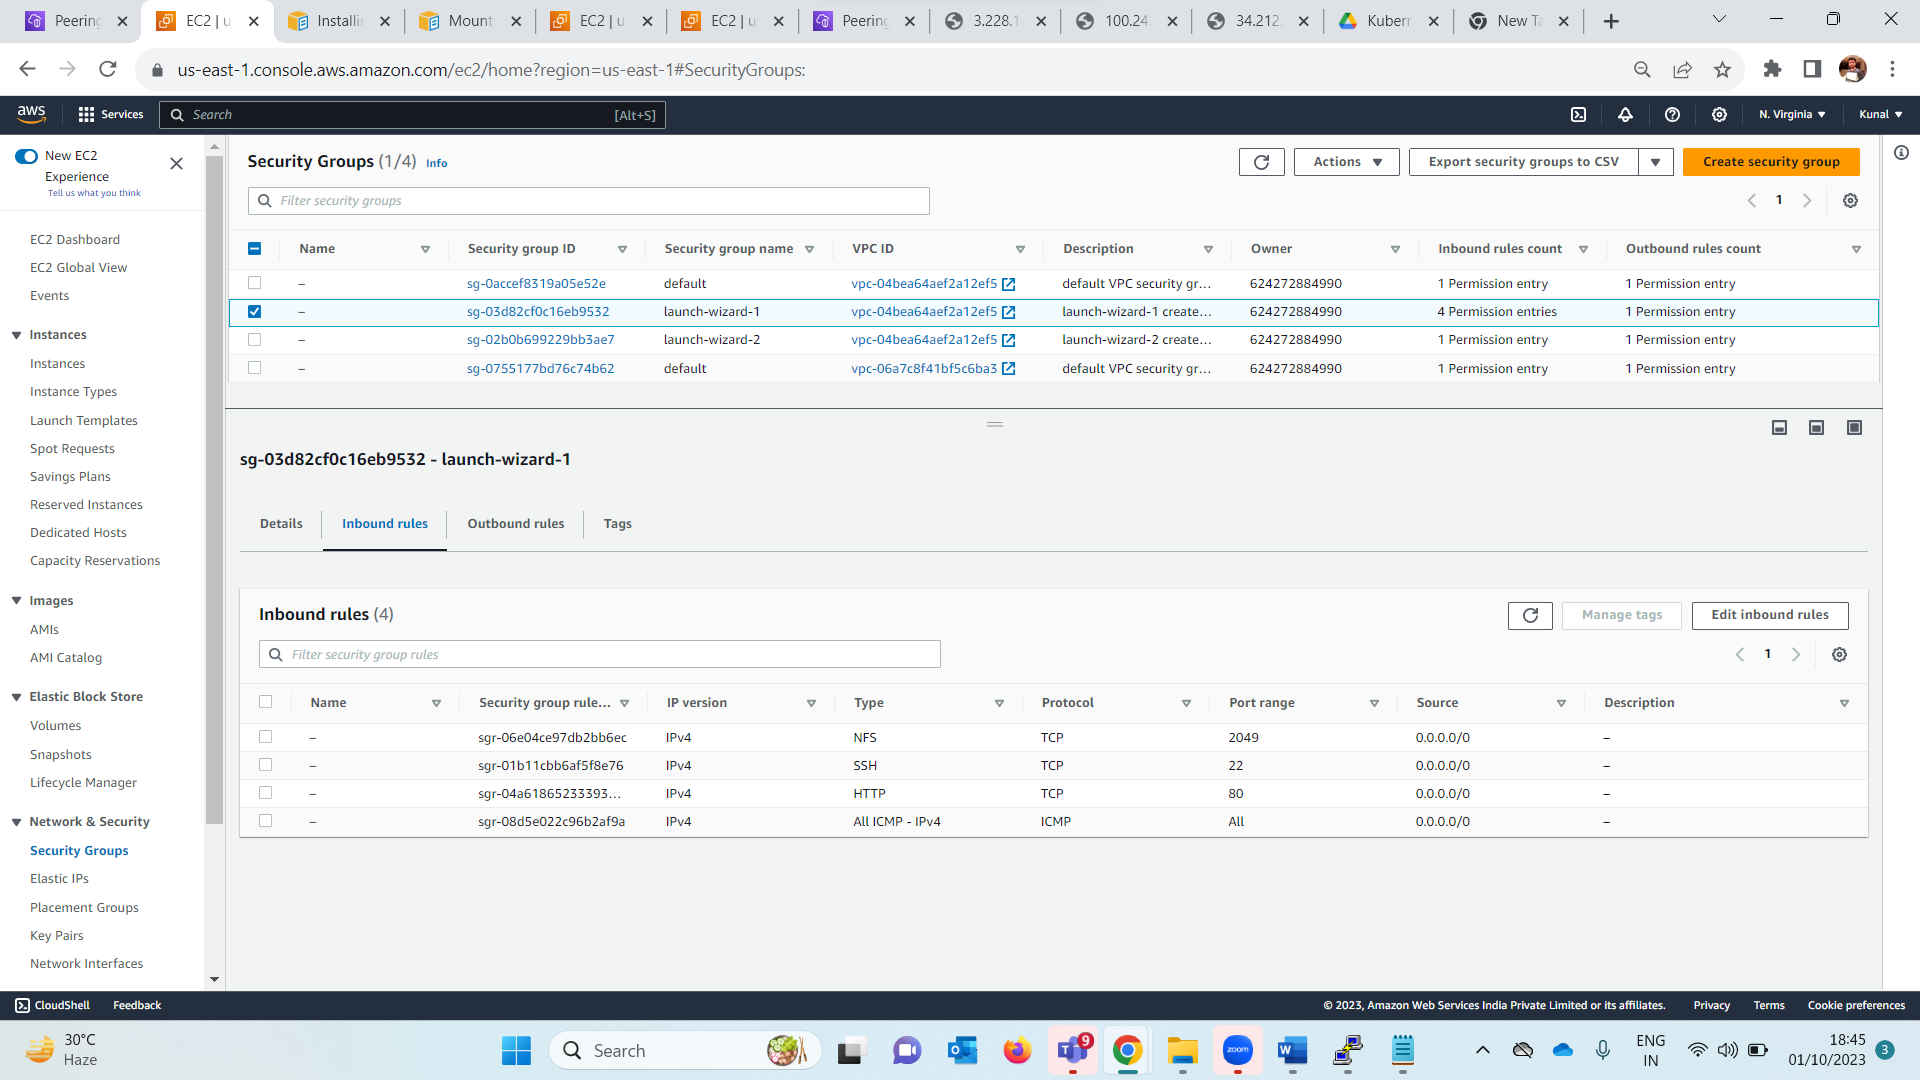 Peering
EC2 | u
Installin
Mount
EC2 | u
EC2 | u
Peering
3.228.1
100.24.
34.212.
Kubern
New Ta
us-east-1.console.aws.amazon.com/ec2/home?region=us-east-1#SecurityGroups:
aws
Services
Search
[Alt+S]
N. Virginia
Kunal
New EC2
Experience
Tell us what you think
EC2 Dashboard
EC2 Global View
Events
Instances
Instances
Instance Types
Launch Templates
Spot Requests
Savings Plans
Reserved Instances
Dedicated Hosts
Capacity Reservations
Images
AMIs
AMI Catalog
Elastic Block Store
Volumes
Snapshots
Lifecycle Manager
Network & Security
Security Groups
Elastic IPs
Placement Groups
Key Pairs
Network Interfaces
Security Groups (1/4) Info
Actions
Export security groups to CSV
Create security group
Filter security groups
1
Name Security group ID Security group name VPC ID Description Owner Inbound rules count Outbound rules count
– sg-0accef8319a05e52e default vpc-04bea64aef2a12ef5 default VPC security gr... 624272884990 1 Permission entry 1 Permission entry
– sg-03d82cf0c16eb9532 launch-wizard-1 vpc-04bea64aef2a12ef5 launch-wizard-1 create... 624272884990 4 Permission entries 1 Permission entry
– sg-02b0b699229bb3ae7 launch-wizard-2 vpc-04bea64aef2a12ef5 launch-wizard-2 create... 624272884990 1 Permission entry 1 Permission entry
– sg-0755177bd76c74b62 default vpc-06a7c8f41bf5c6ba3 default VPC security gr... 624272884990 1 Permission entry 1 Permission entry
sg-03d82cf0c16eb9532 - launch-wizard-1
Details
Inbound rules
Outbound rules
Tags
Inbound rules (4)
Manage tags
Edit inbound rules
Filter security group rules
1
Name Security group rule... IP version Type Protocol Port range Source Description
– sgr-06e04ce97db2bb6ec IPv4 NFS TCP 2049 0.0.0.0/0 –
– sgr-01b11cbb6af5f8e76 IPv4 SSH TCP 22 0.0.0.0/0 –
– sgr-04a61865233393... IPv4 HTTP TCP 80 0.0.0.0/0 –
– sgr-08d5e022c96b2af9a IPv4 All ICMP - IPv4 ICMP All 0.0.0.0/0 –
CloudShell
Feedback
© 2023, Amazon Web Services India Private Limited or its affiliates.
Privacy
Terms
Cookie preferences
30°C
Haze
Search
9
zoom
ENG
IN
18:45
01/10/2023
3